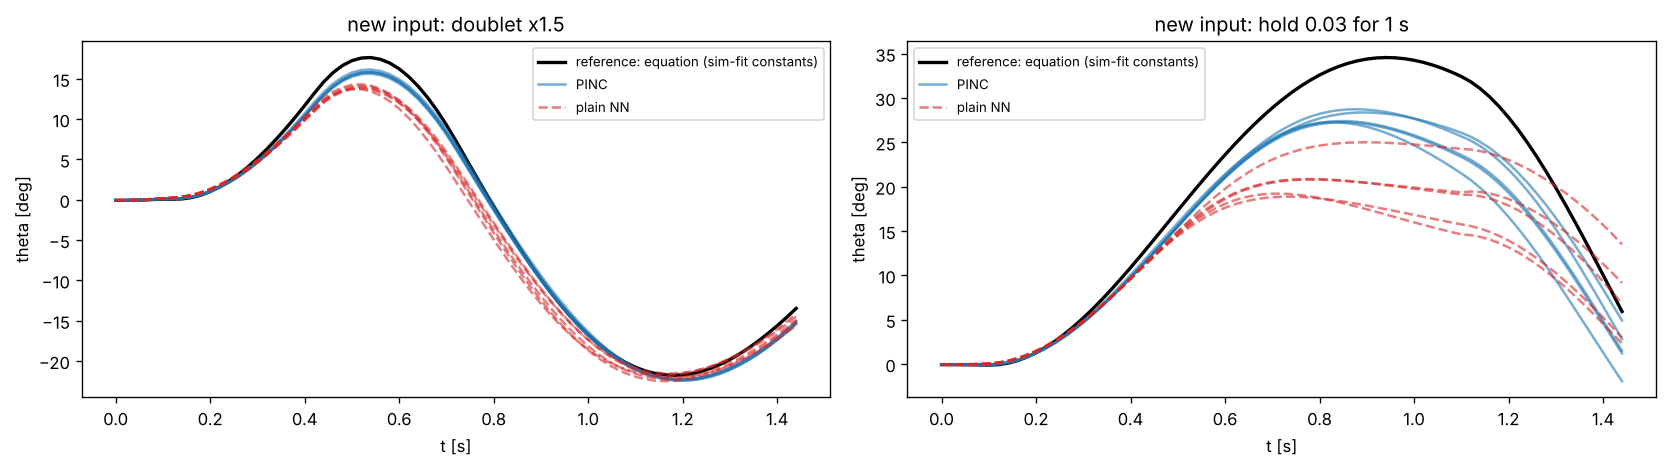 new input: doublet x1.5
reference: equation (sim-fit constants)
PINC
plain NN
theta [deg]
15
10
5
0
−5
−10
−15
−20
0.0
0.2
0.4
0.6
0.8
1.0
1.2
1.4
t [s]
new input: hold 0.03 for 1 s
reference: equation (sim-fit constants)
PINC
plain NN
theta [deg]
35
30
25
20
15
10
5
0
0.0
0.2
0.4
0.6
0.8
1.0
1.2
1.4
t [s]